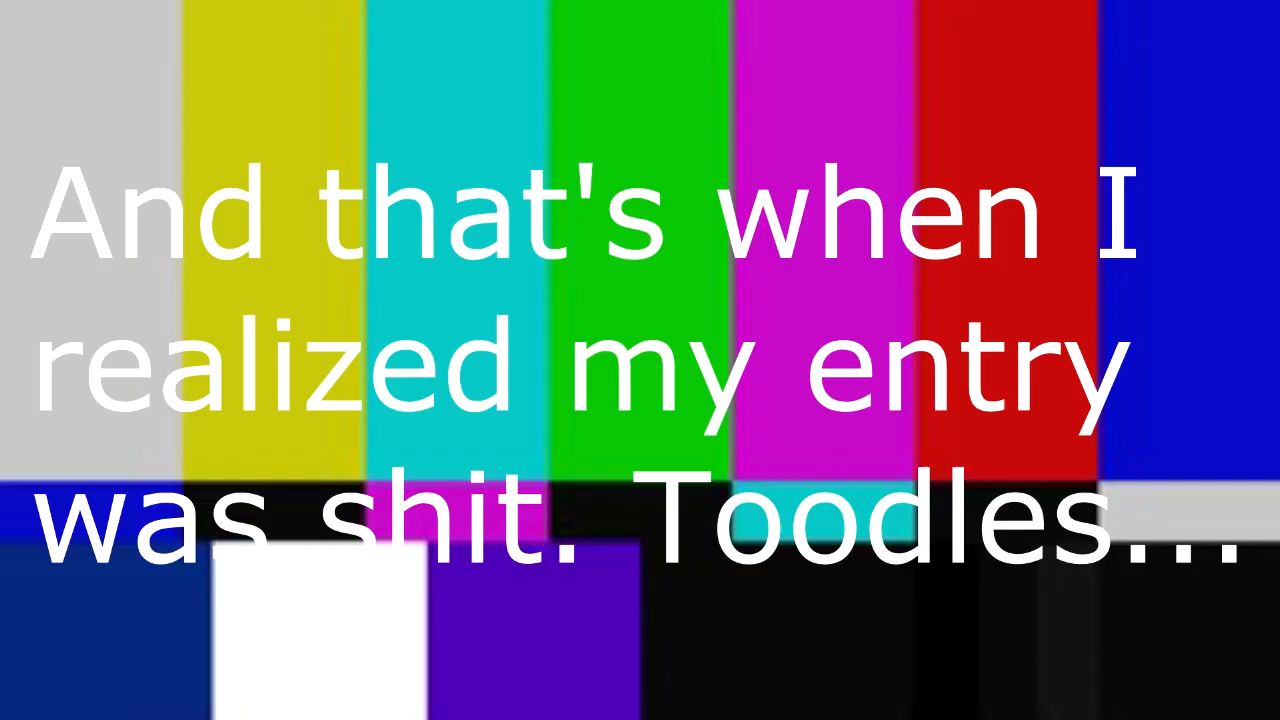 And that's when I
realized my entry
was shit. Toodles...